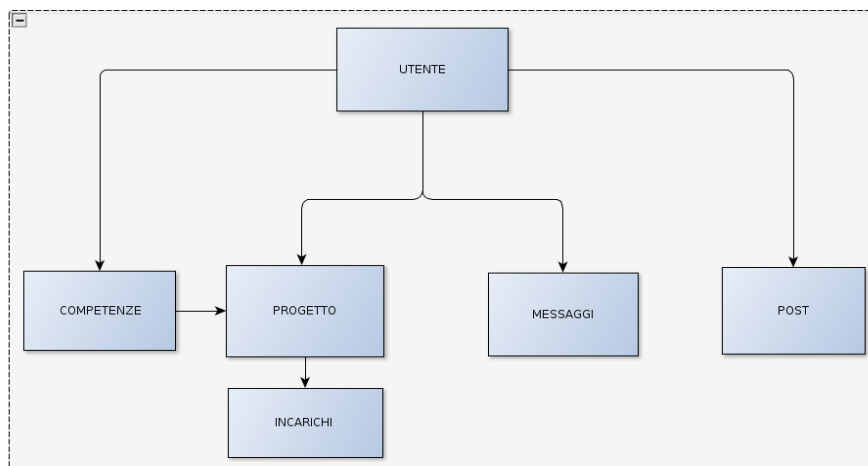 UTENTE
COMPETENZE
PROGETTO
MESSAGGI
POST
INCARICHI